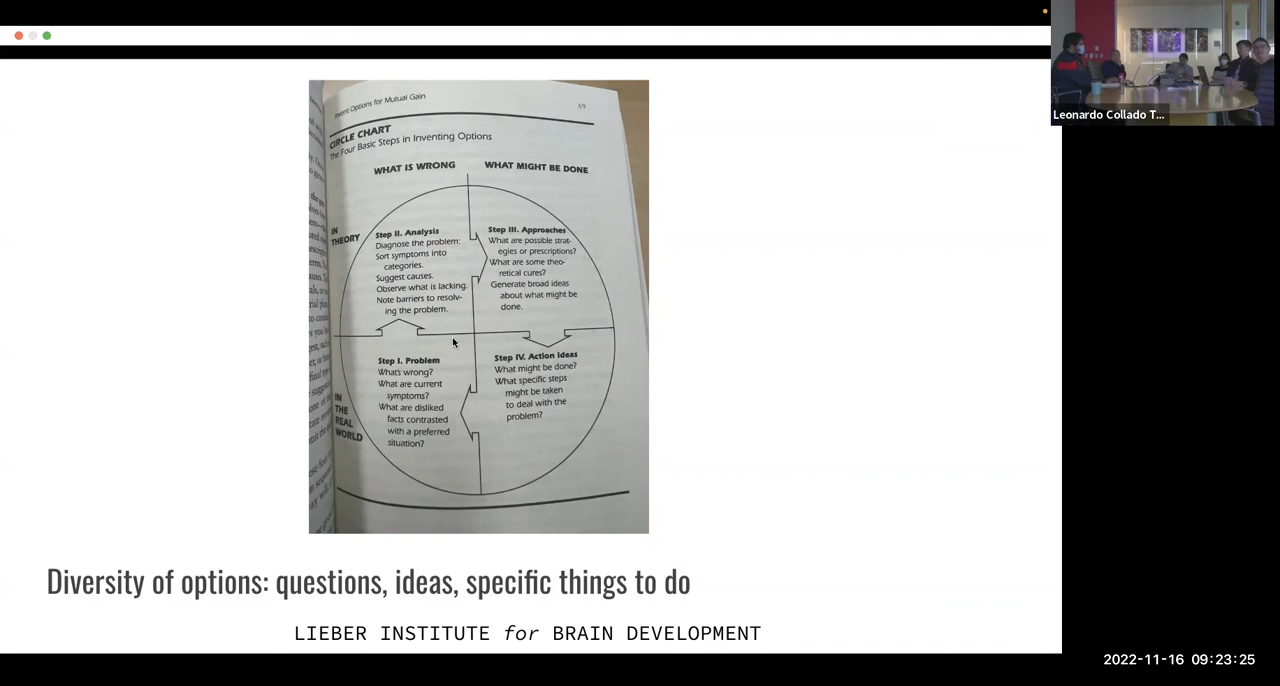 Invent Options for Mutual Gain
69
CIRCLE CHART
The Four Basic Steps in Inventing Options
WHAT IS WRONG
WHAT MIGHT BE DONE
IN
THEORY
Step II. Analysis
Diagnose the problem:
Sort symptoms into
categories.
Suggest causes.
Observe what is lacking.
Note barriers to resolv-
ing the problem.
Step III. Approaches
What are possible strat-
egies or prescriptions?
What are some theo-
retical cures?
Generate broad ideas
about what might be
done.
IN
THE
REAL
WORLD
Step I. Problem
What's wrong?
What are current
symptoms?
What are disliked
facts contrasted
with a preferred
situation?
Step IV. Action Ideas
What might be done?
What specific steps
might be taken
to deal with the
problem?
Diversity of options: questions, ideas, specific things to do
LIEBER INSTITUTE for BRAIN DEVELOPMENT
Leonardo Collado T...
2022-11-16 09:23:25